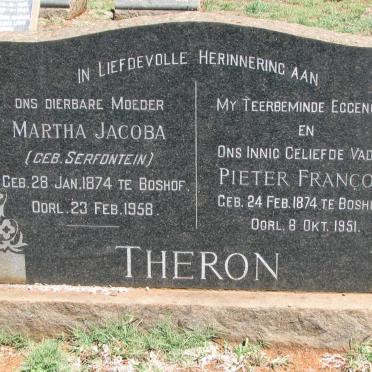 IN LIEFDEVOLLE HERINNERING AAN
ONS DIERBARE MOEDER
MARTHA JACOBA
(GEB. SERFONTEIN)
GEB. 28 JAN. 1874 TE BOSHOF.
OORL. 23 FEB. 1958.
MY TEERBEMINDE EGGENO
EN
ONS INNIG GELIEFDE VAD
PIETER FRANCO
GEB. 24 FEB. 1874 TE BOSHO
OORL. 8 OKT. 1951.
THERON